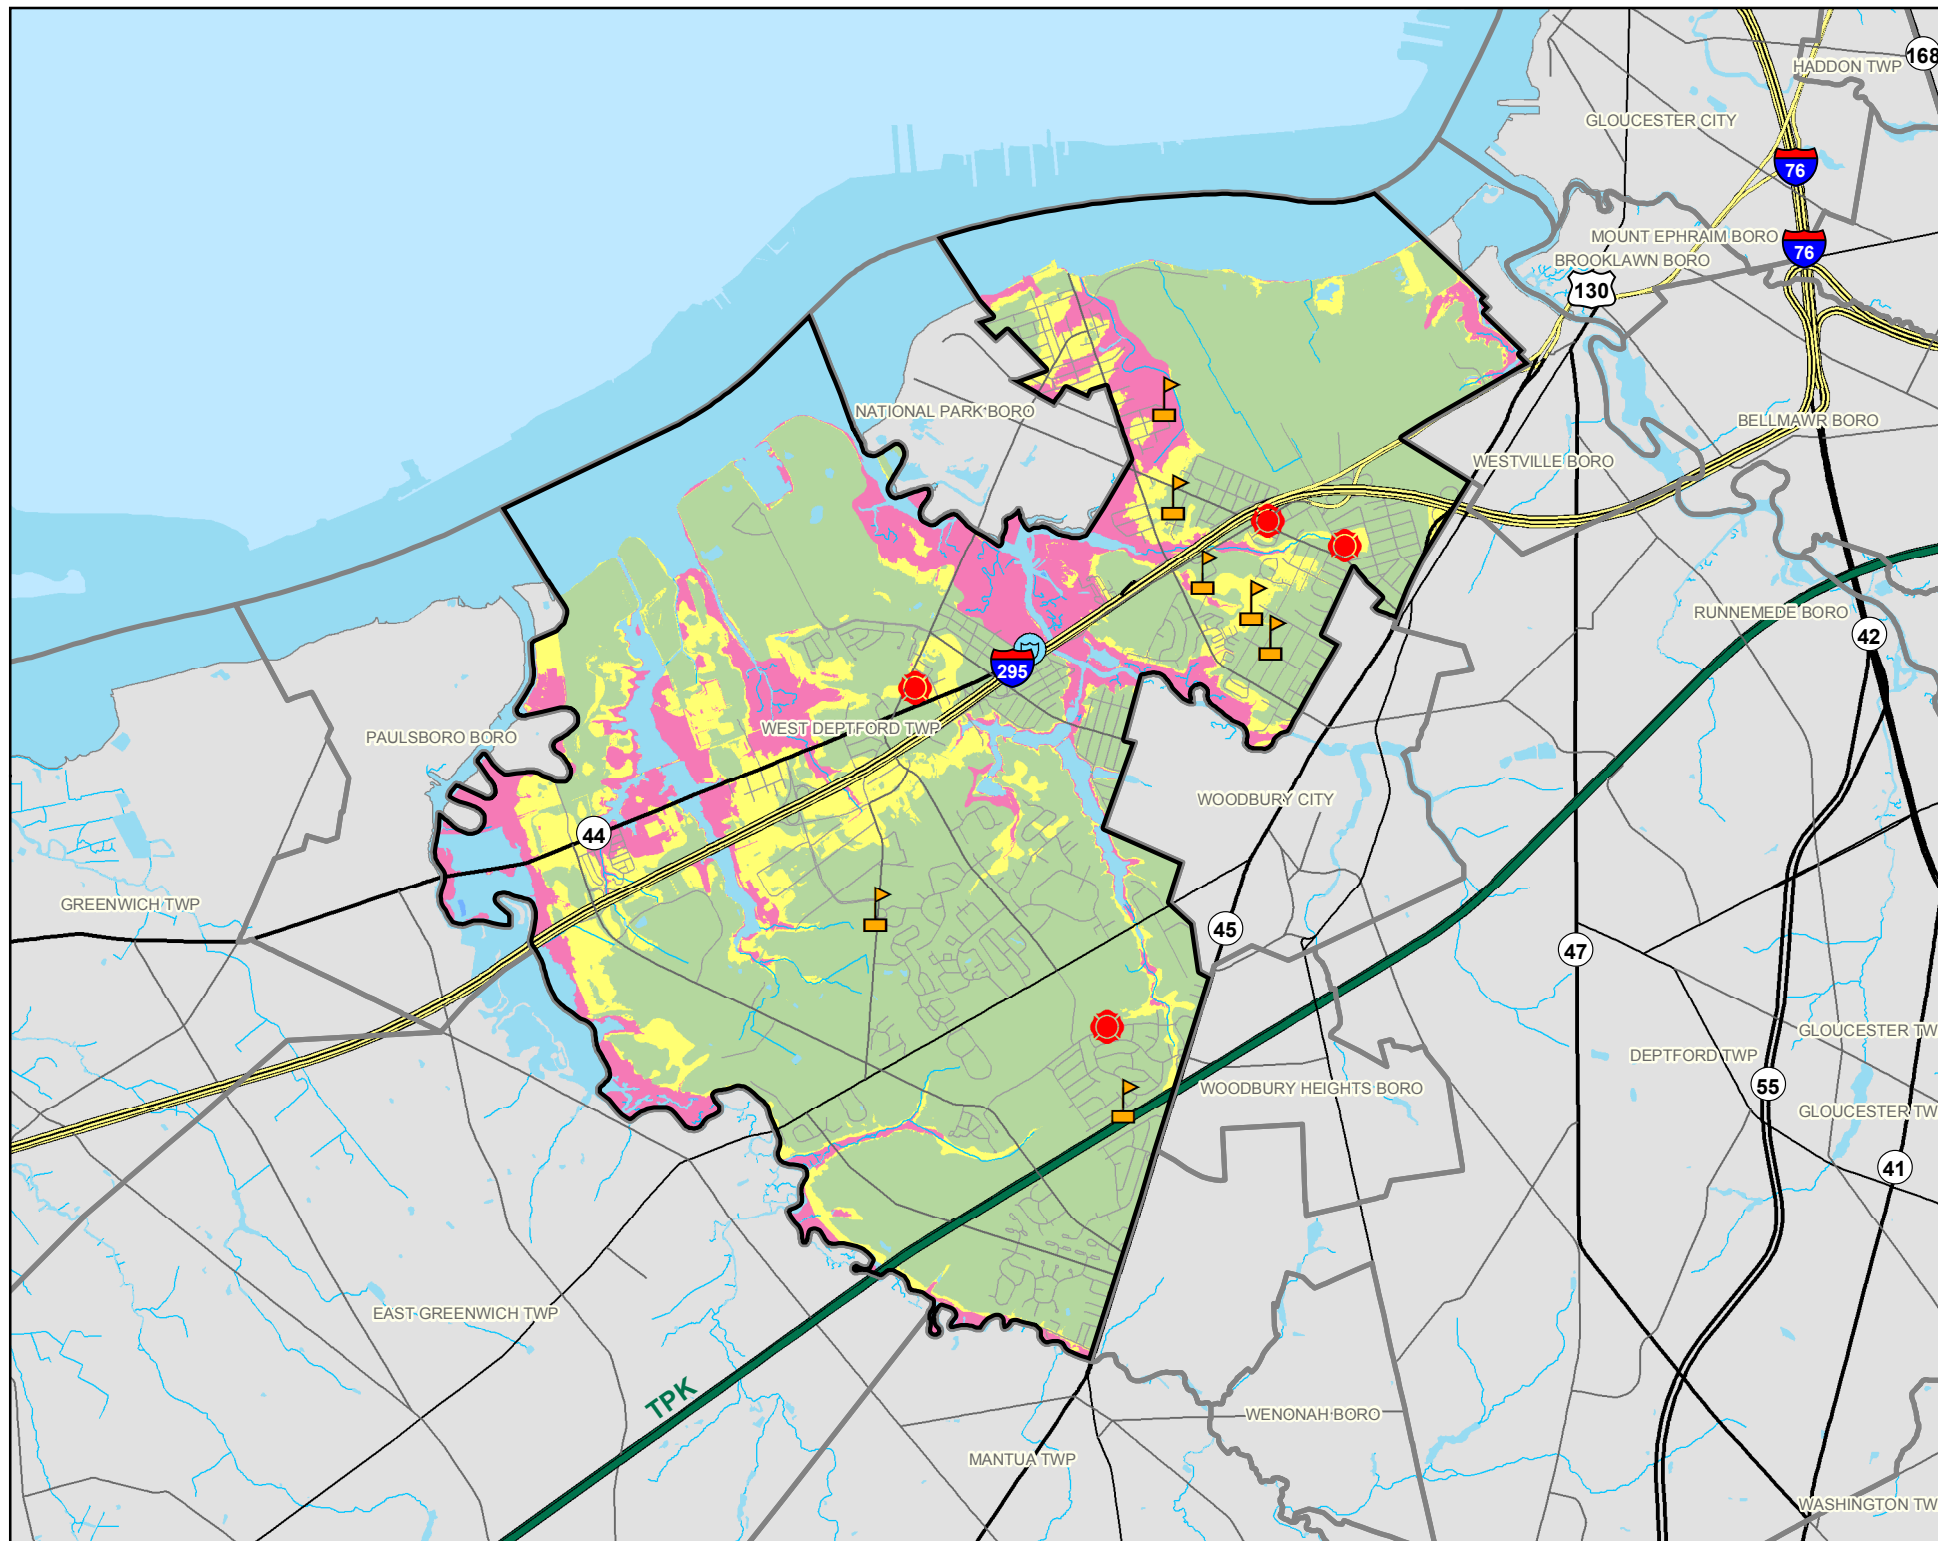 168
HADDON TWP
GLOUCESTER CITY
76
MOUNT EPHRAIM BORO
76
BROOKLAWN BORO
130
NATIONAL PARK BORO
BELLMAWR BORO
WESTVILLE BORO
RUNNEMEDE BORO
42
295
WEST DEPTFORD TWP
PAULSBORO BORO
WOODBURY CITY
44
GREENWICH TWP
45
47
GLOUCESTER TW
DEPTFORD TWP
55
WOODBURY HEIGHTS BORO
GLOUCESTER TW
41
EAST GREENWICH TWP
TPK
WENONAH BORO
MANTUA TWP
WASHINGTON TW